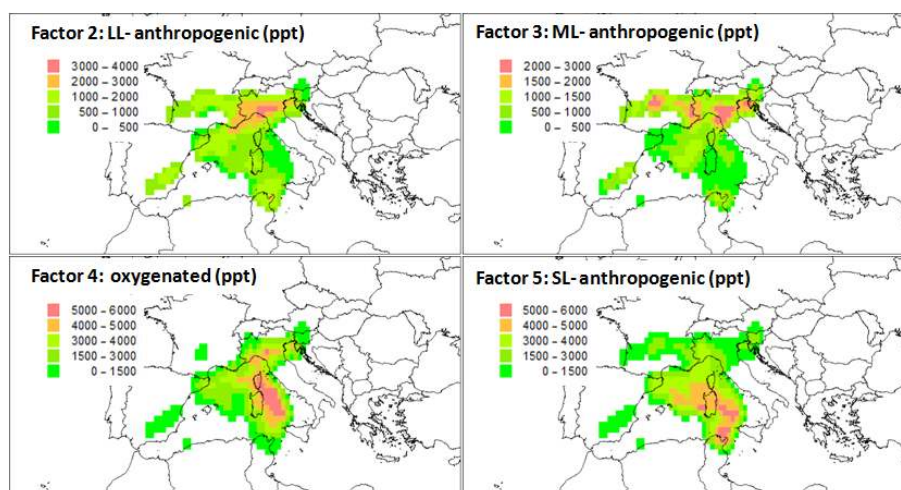 Factor 2: LL- anthropogenic (ppt)
3000 – 4000
2000 – 3000
1000 – 2000
500 – 1000
0 – 500
Factor 3: ML- anthropogenic (ppt)
2000 – 3000
1500 – 2000
1000 – 1500
500 – 1000
0 – 500
Factor 4: oxygenated (ppt)
5000 – 6000
4000 – 5000
3000 – 4000
1500 – 3000
0 – 1500
Factor 5: SL- anthropogenic (ppt)
5000 – 6000
4000 – 5000
3000 – 4000
1500 – 3000
0 – 1500